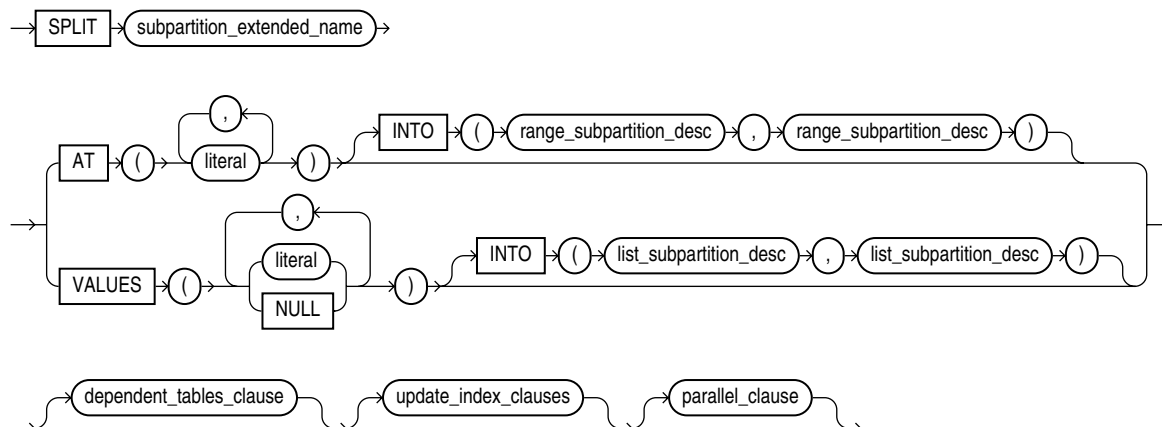 SPLIT subpartition_extended_name
,
INTO ( range_subpartition_desc , range_subpartition_desc )
AT ( literal )
,
INTO ( list_subpartition_desc , list_subpartition_desc )
literal
VALUES ( )
NULL
dependent_tables_clause update_index_clauses parallel_clause